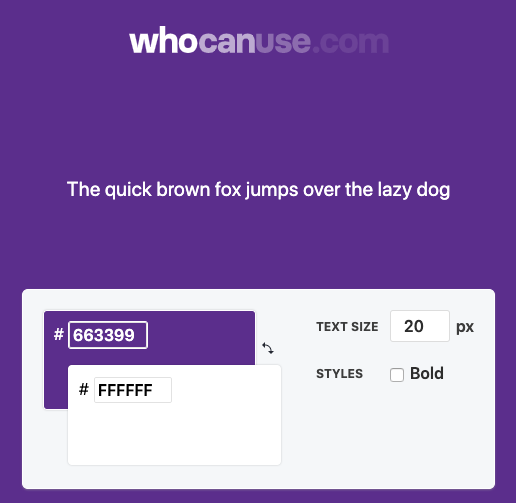 whocanuse.com
The quick brown fox jumps over the lazy dog
# 663399
TEXT SIZE 20 px
STYLES Bold
# FFFFFF